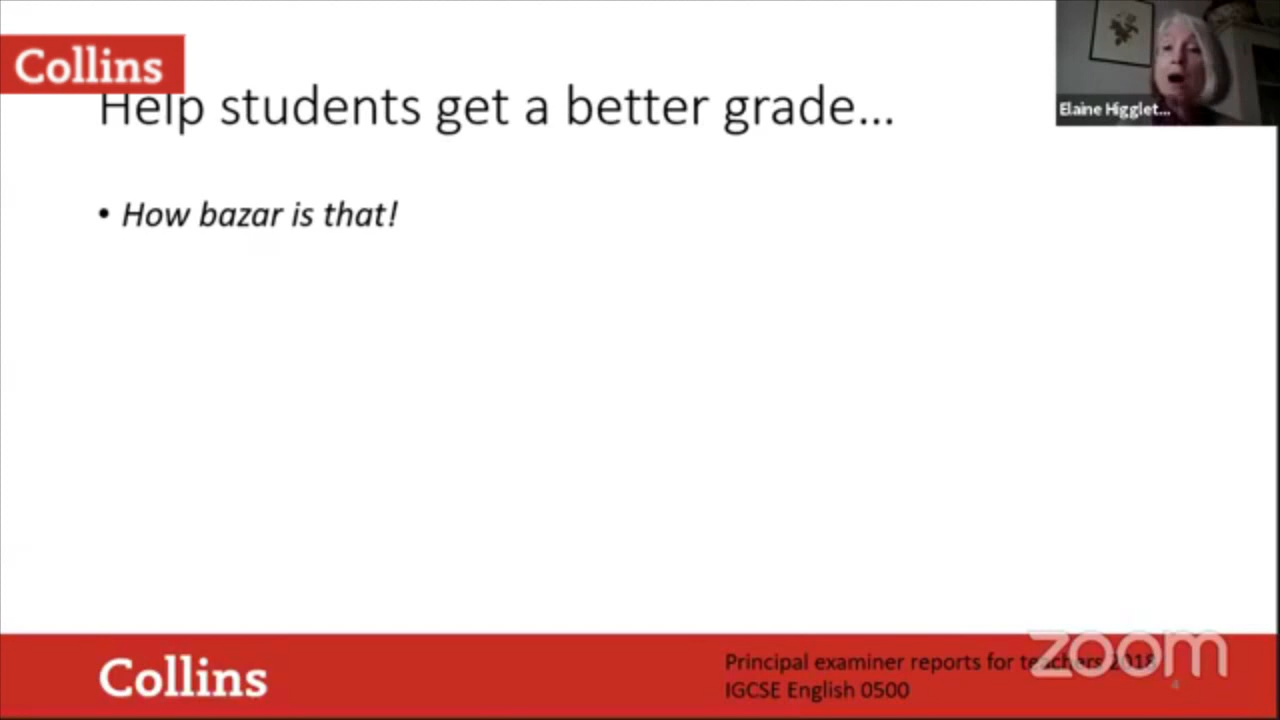 Collins
Elaine Higglet...
Help students get a better grade...
• How bazar is that!
zoom
Principal examiner reports for teachers 2018
IGCSE English 0500
4
Collins